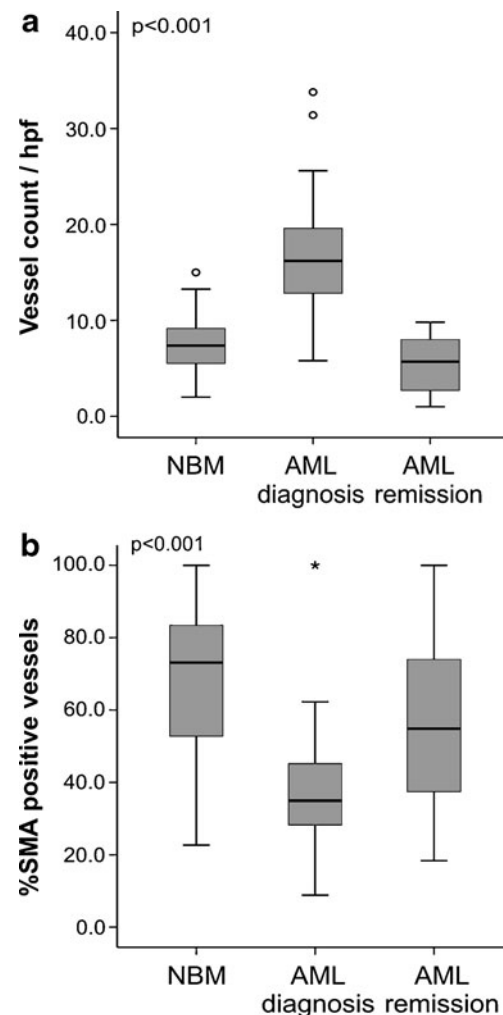 a
p<0.001
Vessel count / hpf
40.0
30.0
20.0
10.0
0.0
NBM
AML
diagnosis
AML
remission
b
p<0.001
%SMA positive vessels
100.0
80.0
60.0
40.0
20.0
0.0
NBM
AML
diagnosis
AML
remission